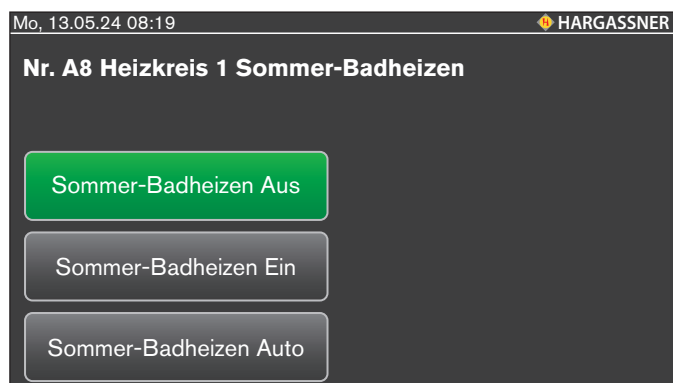 Mo, 13.05.24 08:19 HARGASSNER
Nr. A8 Heizkreis 1 Sommer-Badheizen
Sommer-Badheizen Aus
Sommer-Badheizen Ein
Sommer-Badheizen Auto